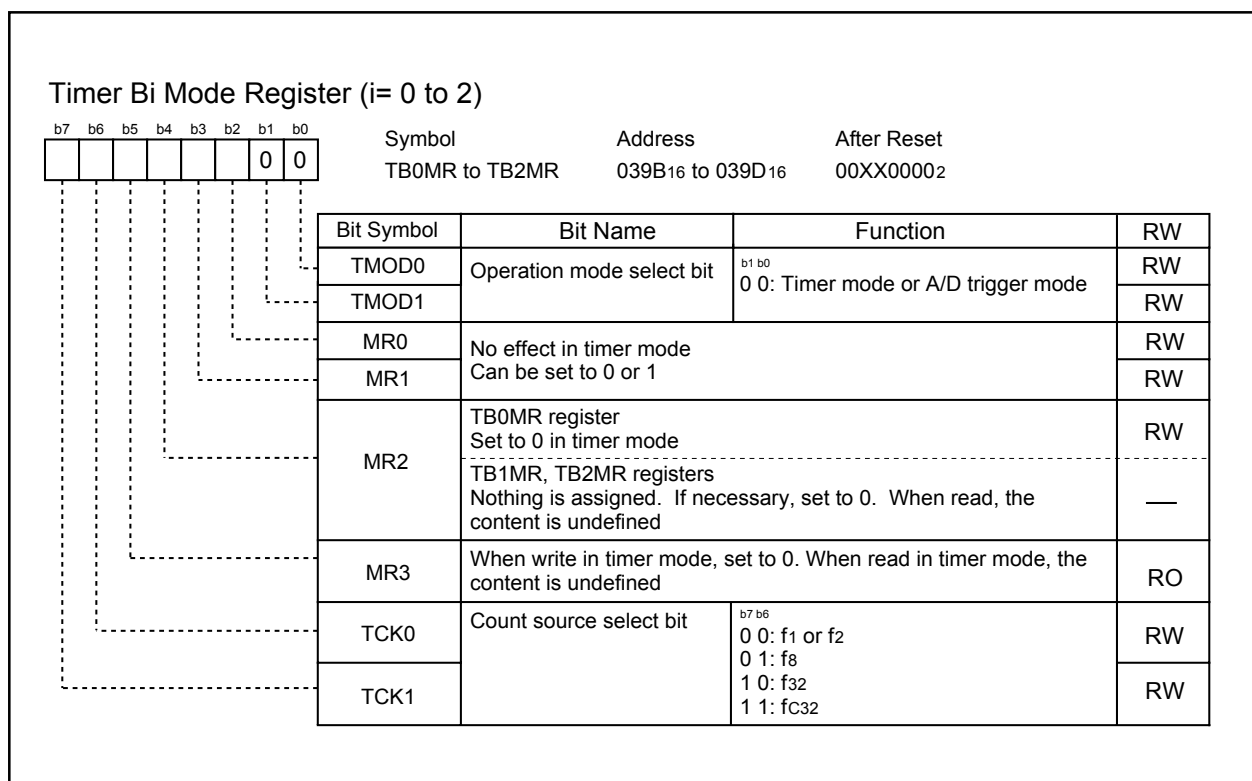 Timer Bi Mode Register (i= 0 to 2)
b7 b6 b5 b4 b3 b2 b1 b0
0 0
Symbol Address After Reset
TB0MR to TB2MR 039B16 to 039D16 00XX00002
Bit Symbol Bit Name Function RW
TMOD0 Operation mode select bit b1 b0 RW
0 0: Timer mode or A/D trigger mode
TMOD1 RW
MR0 No effect in timer mode RW
MR1 Can be set to 0 or 1 RW
MR2 TB0MR register
Set to 0 in timer mode RW
TB1MR, TB2MR registers
Nothing is assigned. If necessary, set to 0. When read, the
content is undefined —
MR3 When write in timer mode, set to 0. When read in timer mode, the
content is undefined RO
TCK0 Count source select bit b7 b6 RW
0 0: f1 or f2
0 1: f8
TCK1 1 0: f32 RW
1 1: fC32